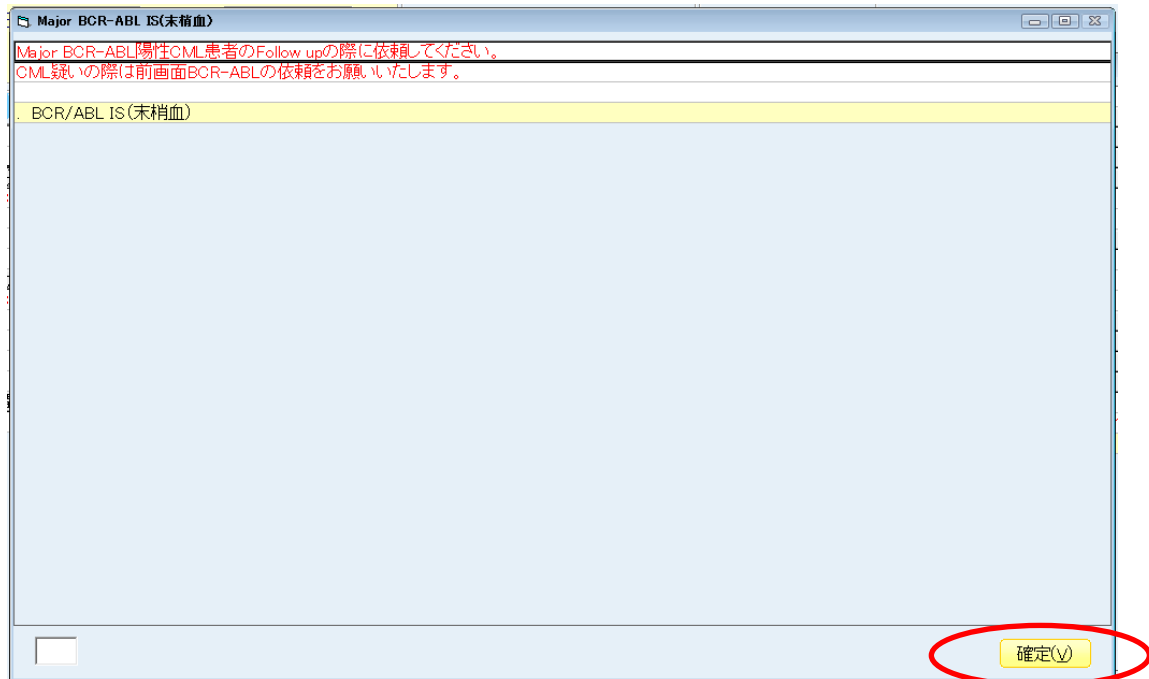 Major BCR-ABL IS(末梢血)
Major BCR-ABL陽性CML患者のFollow upの際に依頼してください。
CML疑いの際は前画面BCR-ABLの依頼をお願いいたします。
. BCR/ABL IS(末梢血)
確定(V)